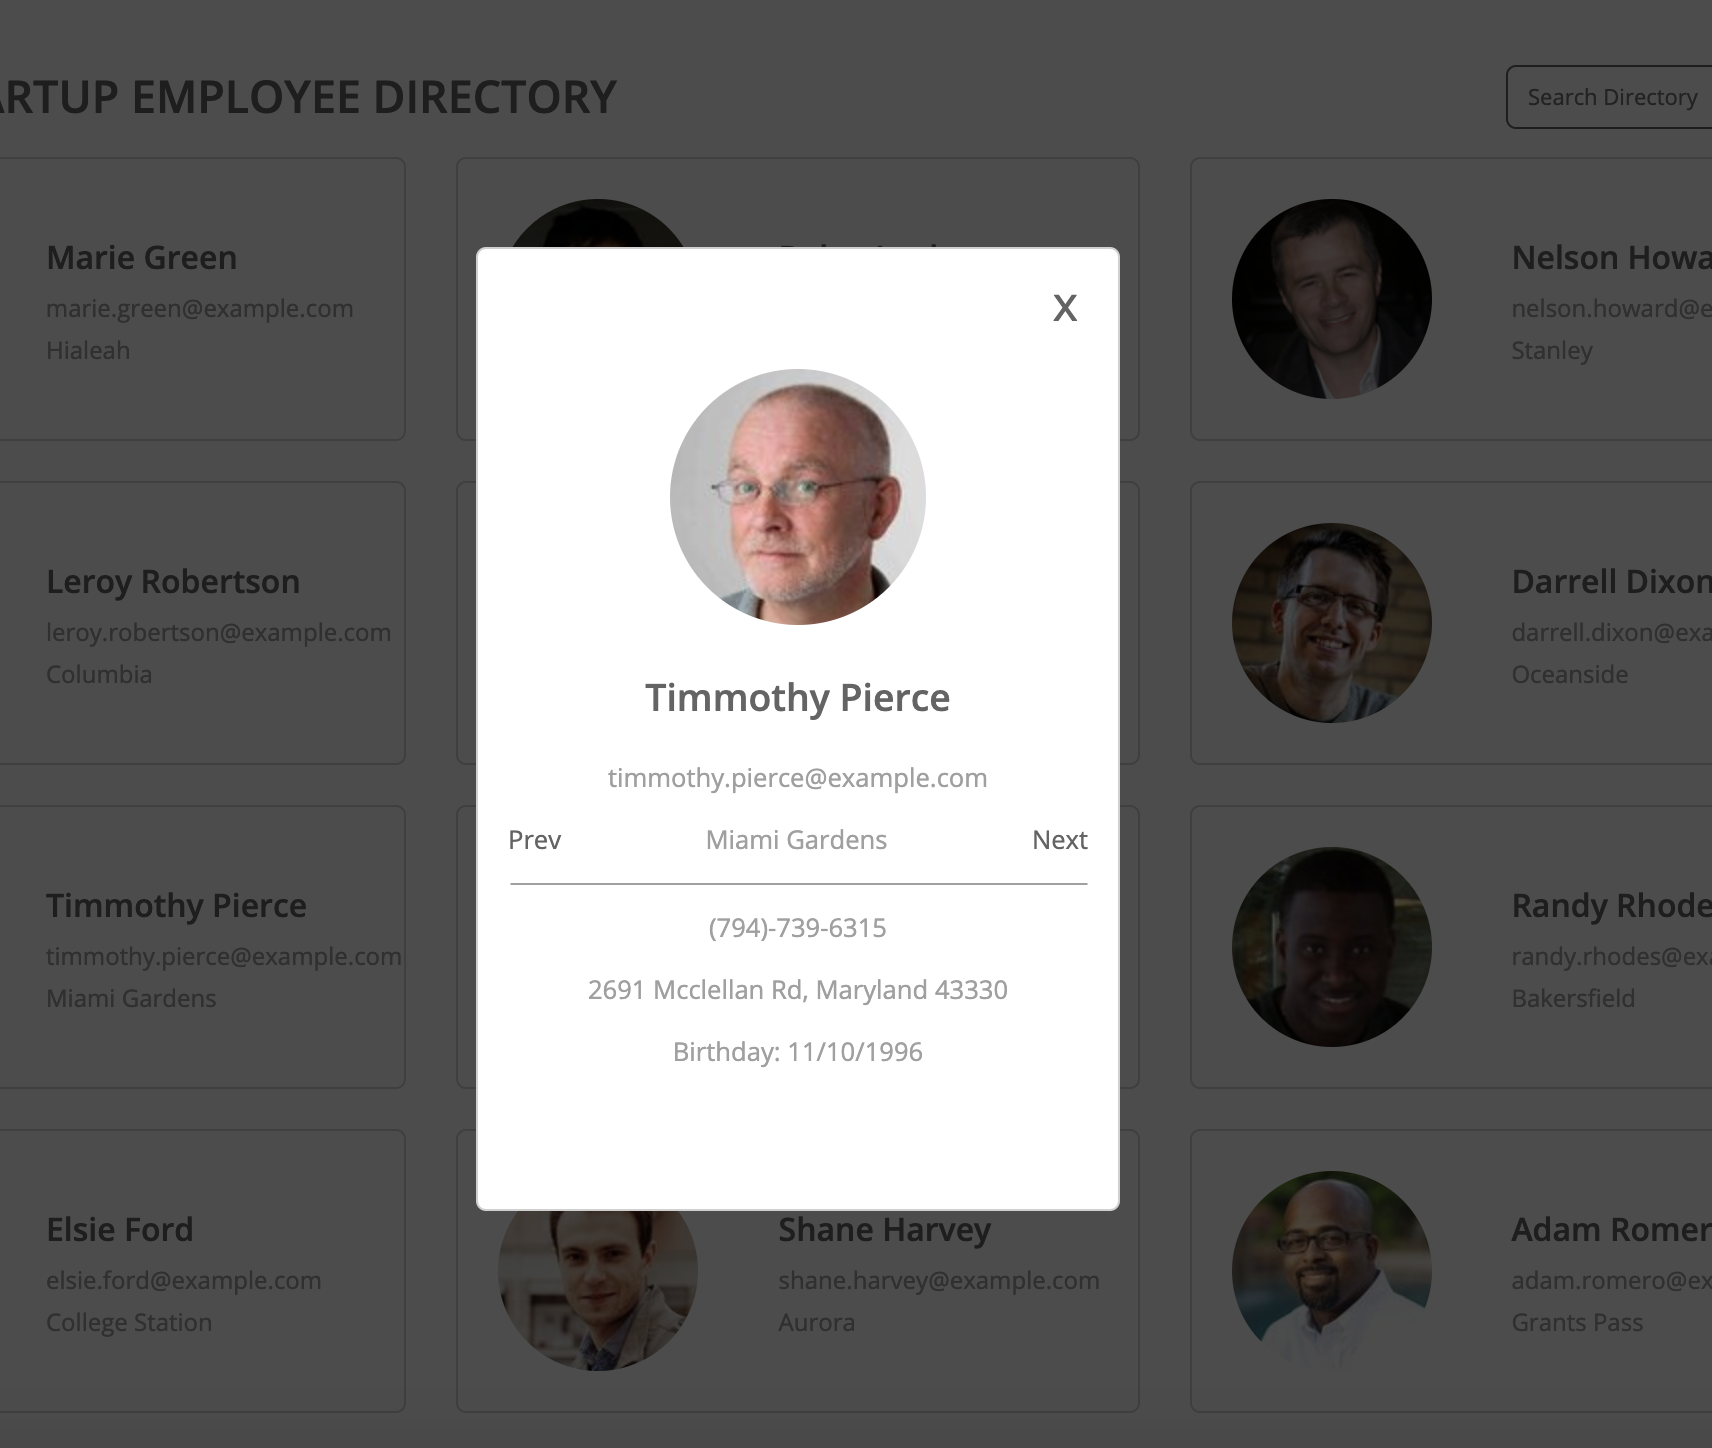 ARTUP EMPLOYEE DIRECTORY
Search Directory
Marie Green
marie.green@example.com
Hialeah
Nelson Howa
nelson.howard@e
Stanley
Leroy Robertson
leroy.robertson@example.com
Columbia
Darrell Dixon
darrell.dixon@exa
Oceanside
Timmothy Pierce
timmothy.pierce@example.com
Miami Gardens
Randy Rhode
randy.rhodes@exa
Bakersfield
Elsie Ford
elsie.ford@example.com
College Station
Shane Harvey
shane.harvey@example.com
Aurora
Adam Romer
adam.romero@ex
Grants Pass
X
Timmothy Pierce
timmothy.pierce@example.com
Prev Miami Gardens Next
(794)-739-6315
2691 Mcclellan Rd, Maryland 43330
Birthday: 11/10/1996